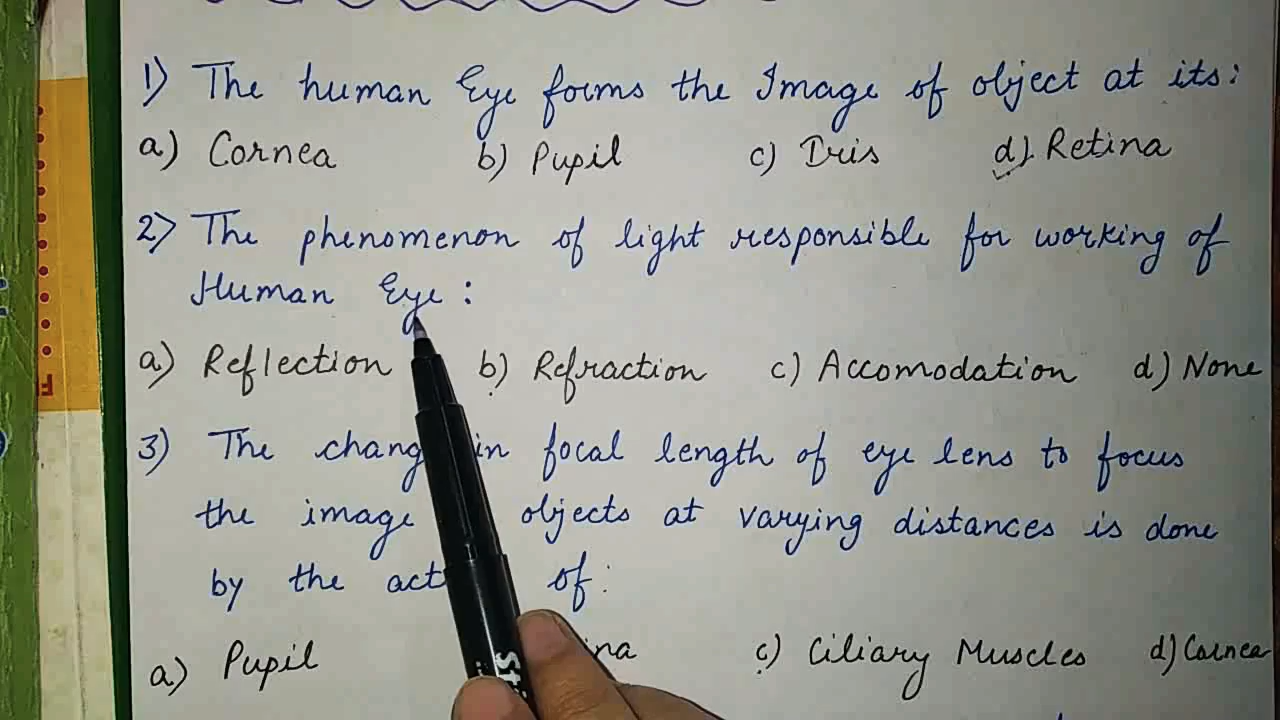 1) The human Eye forms the Image of object at its:
a) Cornea b) Pupil c) Iris d) Retina
2) The phenomenon of light responsible for working of
Human Eye:
a) Reflection b) Refraction c) Accomodation d) None
3) The chang in focal length of eye lens to focus
the image objects at varying distances is done
by the act of:
a) Pupil ina c) Ciliary Muscles d) Cornea
St